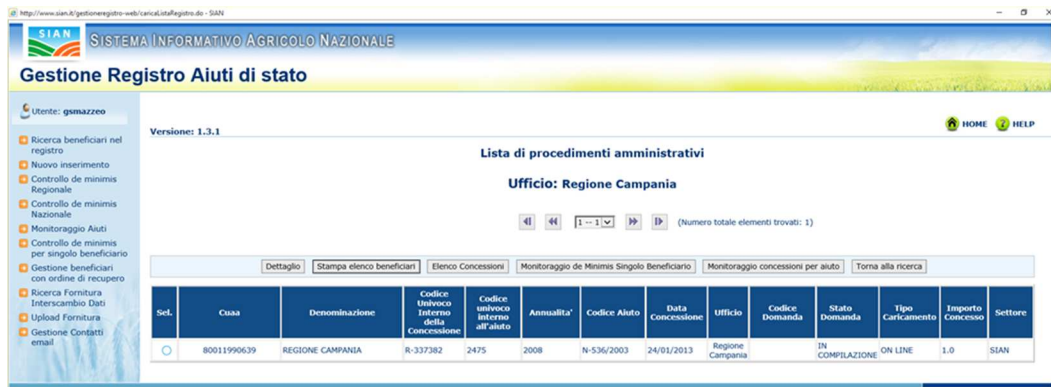 http://www.sian.it/gestioneregistro-web/caricaListaRegistro.do - SIAN
SIAN
SISTEMA INFORMATIVO AGRICOLO NAZIONALE
Gestione Registro Aiuti di stato
Utente: gsmazzeo
Ricerca beneficiari nel
registro
Nuovo inserimento
Controllo de minimis
Regionale
Controllo de minimis
Nazionale
Monitoraggio Aiuti
Controllo de minimis
per singolo beneficiario
Gestione beneficiari
con ordine di recupero
Ricerca Fornitura
Interscambio Dati
Upload Fornitura
Gestione Contatti
email
HOME ? HELP
Versione: 1.3.1
Lista di procedimenti amministrativi
Ufficio: Regione Campania
1 -- 1 (Numero totale elementi trovati: 1)
Dettaglio Stampa elenco beneficiari Elenco Concessioni Monitoraggio de Minimis Singolo Beneficiario Monitoraggio concessioni per aiuto Torna alla ricerca
Sel. Cuaa Denominazione Codice Univoco Interno della Concessione Codice univoco interno all'aiuto Annualita' Codice Aiuto Data Concessione Ufficio Codice Domanda Stato Domanda Tipo Caricamento Importo Concesso Settore
80011990639 REGIONE CAMPANIA R-337382 2475 2008 N-536/2003 24/01/2013 Regione Campania IN COMPILAZIONE ON LINE 1.0 SIAN